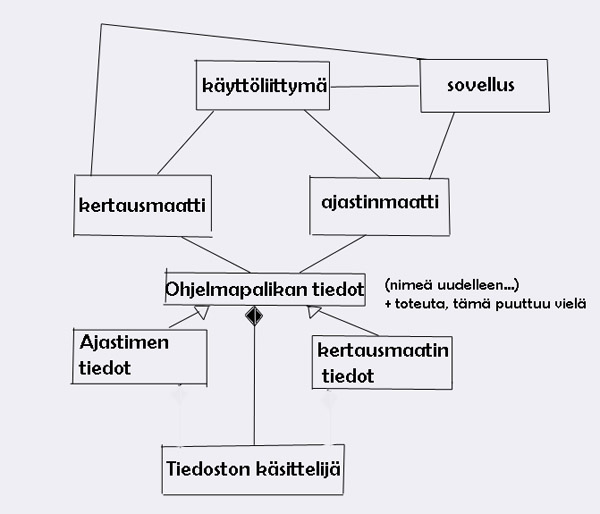 käyttöliittymä
sovellus
kertausmaatti
ajastinmaatti
Ohjelmapalikan tiedot
(nimeä uudelleen...)
+ toteuta, tämä puuttuu vielä
Ajastimen
tiedot
kertausmaatin
tiedot
Tiedoston käsittelijä